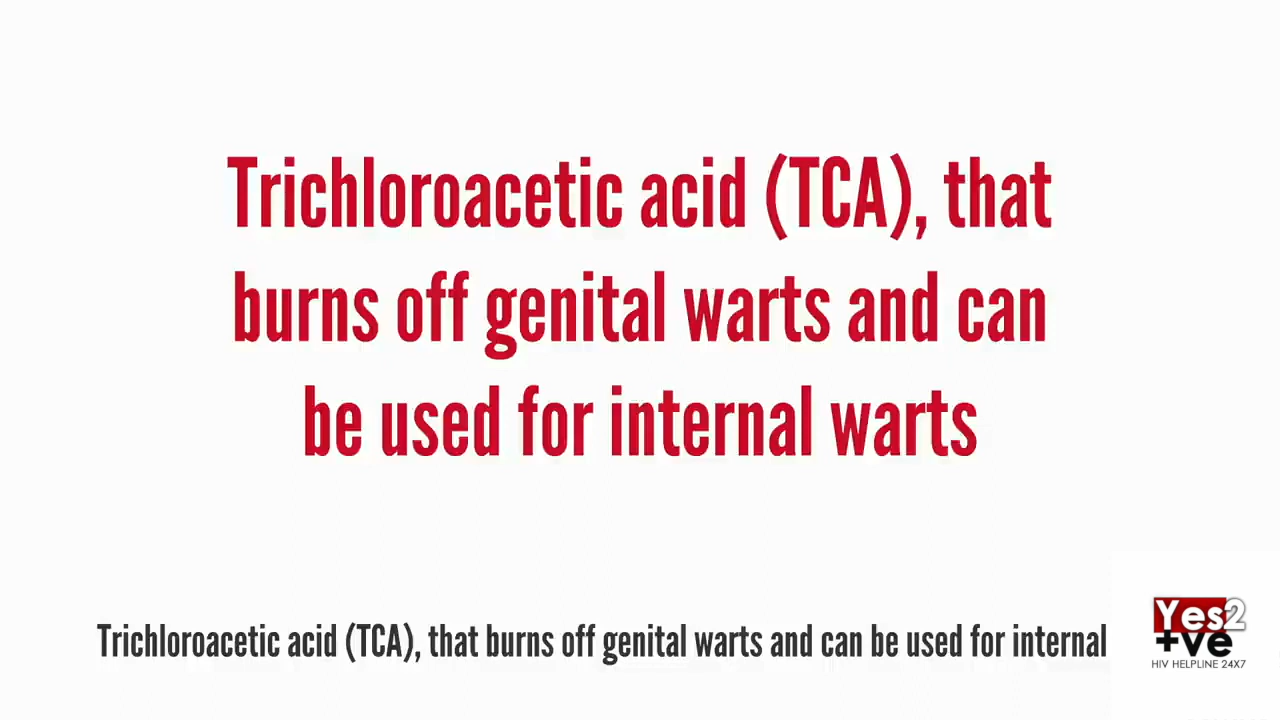 Trichloroacetic acid (TCA), that
burns off genital warts and can
be used for internal warts
Trichloroacetic acid (TCA), that burns off genital warts and can be used for internal
Yes2
+ve
HIV HELPLINE 24X7